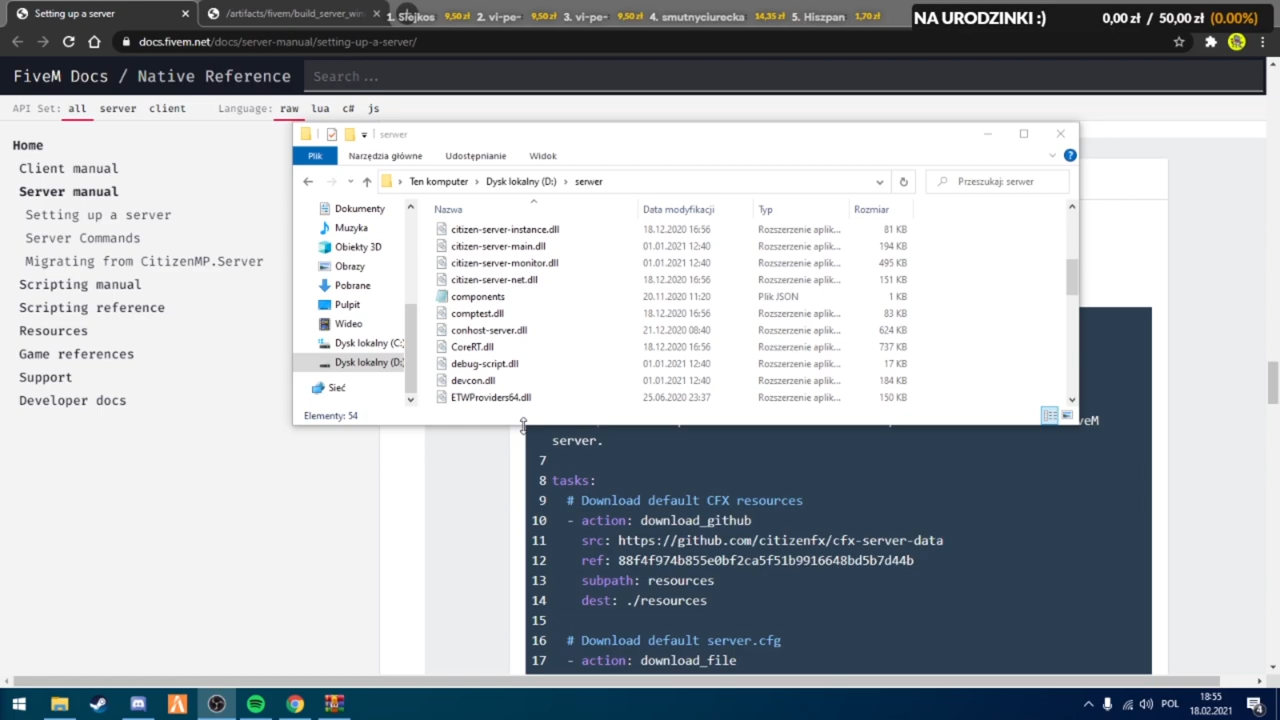 Setting up a server
/artifacts/fivem/build_server_win
1. Slejkos 9,50 zł 2. vi-pe- 9,50 zł 3. vi-pe- 9,50 zł 4. smutnyciurecka 14,35 zł 5. Hiszpan 1,70 zł
NA URODZINKI :) 0,00 zł / 50,00 zł (0.00%)
docs.fivem.net/docs/server-manual/setting-up-a-server/
FiveM Docs / Native Reference
Search ...
API Set: all server client Language: raw lua c# js
Home
Client manual
Server manual
Setting up a server
Server Commands
Migrating from CitizenMP.Server
Scripting manual
Scripting reference
Resources
Game references
Support
Developer docs
serwer
Plik Narzędzia główne Udostępnianie Widok
Ten komputer > Dysk lokalny (D:) > serwer
Przeszukaj: serwer
Dokumenty
Muzyka
Obiekty 3D
Obrazy
Pobrane
Pulpit
Wideo
Dysk lokalny (C:
Dysk lokalny (D:
Sieć
Nazwa Data modyfikacji Typ Rozmiar
citizen-server-instance.dll 18.12.2020 16:56 Rozszerzenie aplik... 81 KB
citizen-server-main.dll 01.01.2021 12:40 Rozszerzenie aplik... 194 KB
citizen-server-monitor.dll 01.01.2021 12:40 Rozszerzenie aplik... 495 KB
citizen-server-net.dll 18.12.2020 16:56 Rozszerzenie aplik... 151 KB
components 20.11.2020 11:20 Plik JSON 1 KB
comptest.dll 18.12.2020 16:56 Rozszerzenie aplik... 83 KB
conhost-server.dll 21.12.2020 08:40 Rozszerzenie aplik... 624 KB
CoreRT.dll 18.12.2020 16:56 Rozszerzenie aplik... 737 KB
debug-script.dll 01.01.2021 12:40 Rozszerzenie aplik... 17 KB
devcon.dll 01.01.2021 12:40 Rozszerzenie aplik... 184 KB
ETWProviders64.dll 25.06.2020 23:37 Rozszerzenie aplik... 150 KB
Elementy: 54
veM
server.
7
8 tasks:
9 # Download default CFX resources
10 - action: download_github
11 src: https://github.com/citizenfx/cfx-server-data
12 ref: 88f4f974b855e0bf2ca5f51b9916648bd5b7d44b
13 subpath: resources
14 dest: ./resources
15
16 # Download default server.cfg
17 - action: download_file
POL
18:55
18.02.2021
4